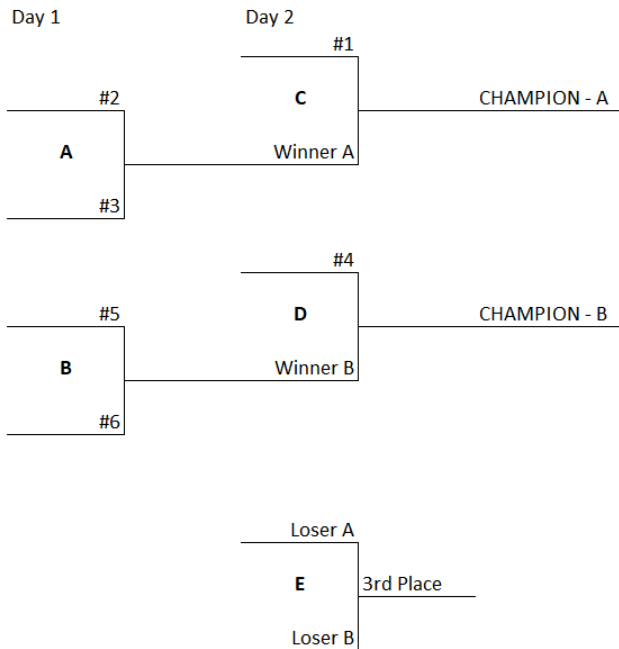 Day 1
Day 2
#1
#2
C
CHAMPION - A
A
Winner A
#3
#4
#5
D
CHAMPION - B
B
Winner B
#6
Loser A
E
3rd Place
Loser B